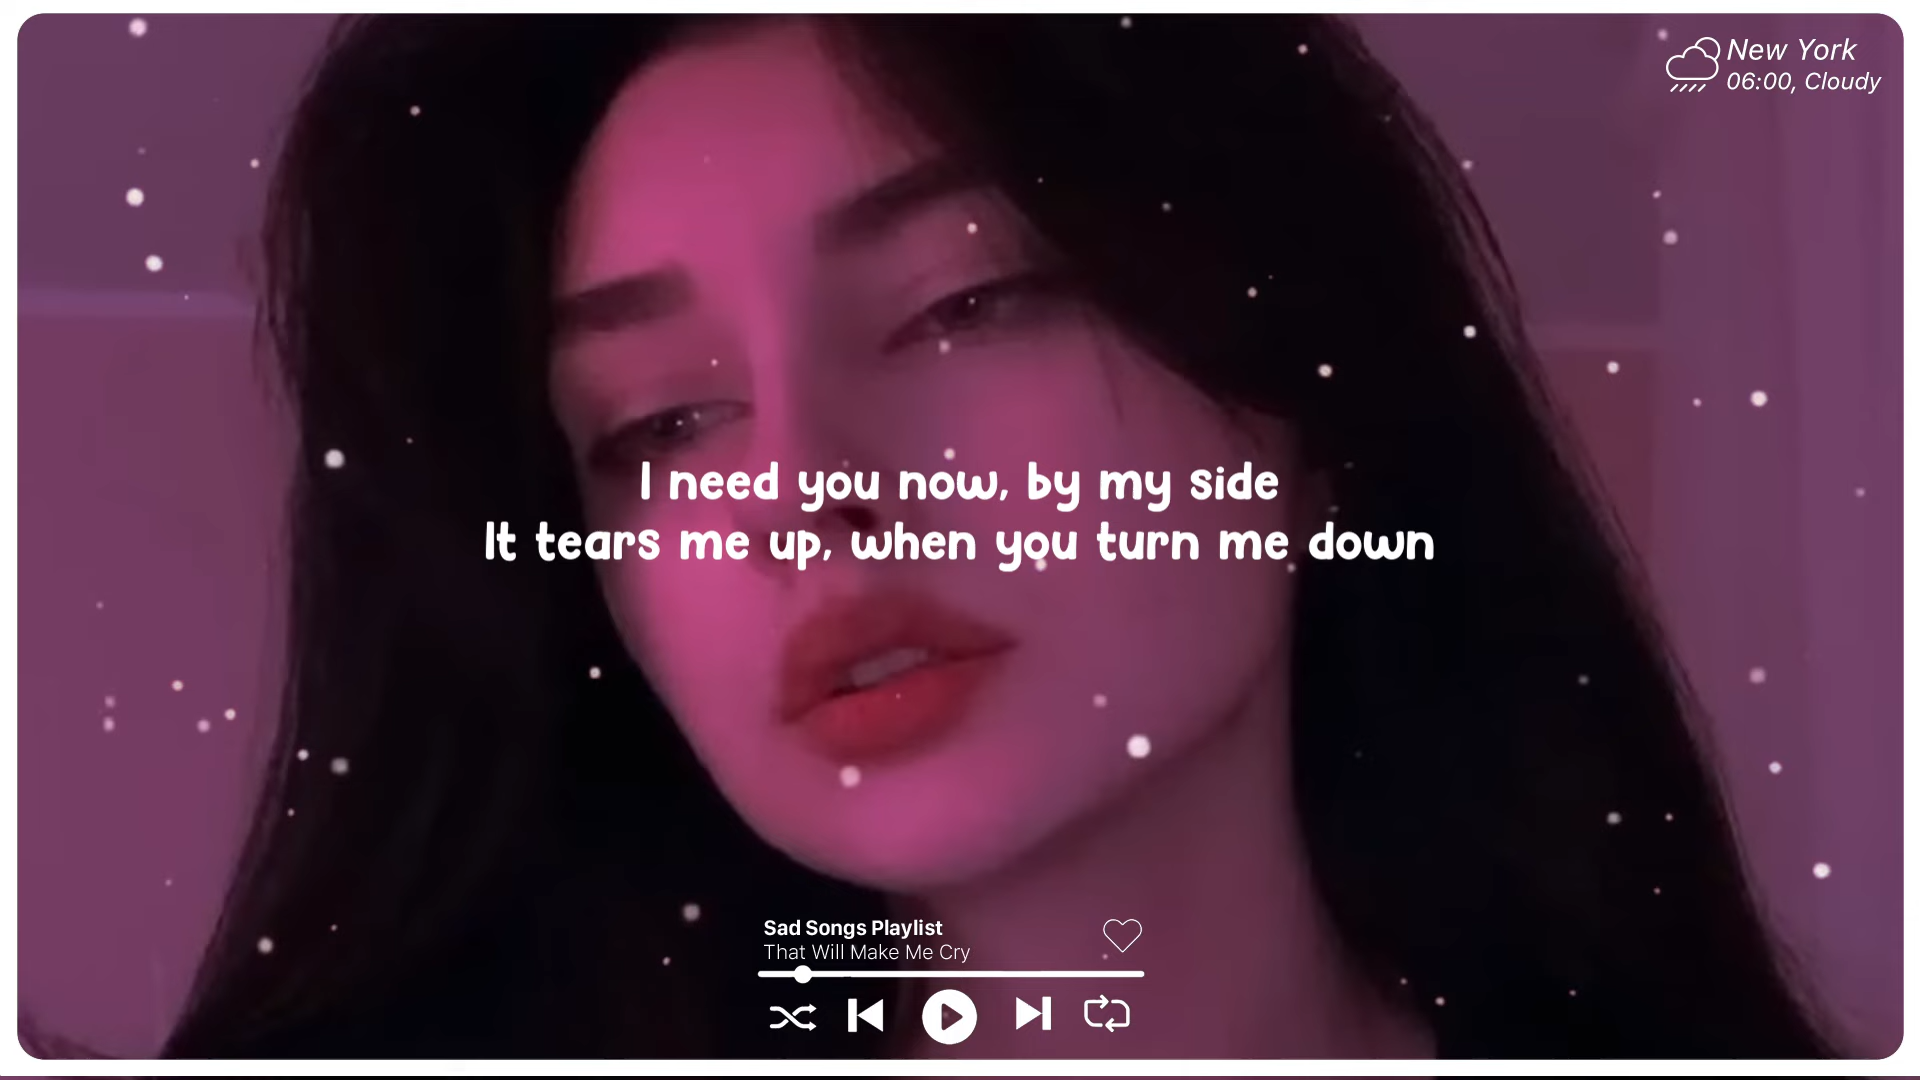 New York
06:00, Cloudy
I need you now, by my side
It tears me up, when you turn me down
Sad Songs Playlist
That Will Make Me Cry